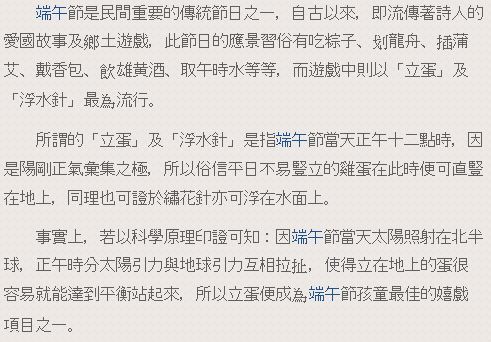 端午節是民間重要的傳統節日之一，自古以來，即流傳著詩人的
愛國故事及鄉土遊戲，此節日的應景習俗有吃粽子、划龍舟、插蒲
艾、戴香包、飲雄黃酒、取午時水等等，而遊戲中則以「立蛋」及
「浮水針」最為流行。
所謂的「立蛋」及「浮水針」是指端午節當天正午十二點時，因
是陽剛正氣彙集之極，所以俗信平日不易豎立的雞蛋在此時便可直豎
在地上，同理也可證於繡花針亦可浮在水面上。
事實上，若以科學原理印證可知：因端午節當天太陽照射在北半
球，正午時分太陽引力與地球引力互相拉扯，使得立在地上的蛋很
容易就能達到平衡站起來，所以立蛋便成為端午節孩童最佳的嬉戲
項目之一。